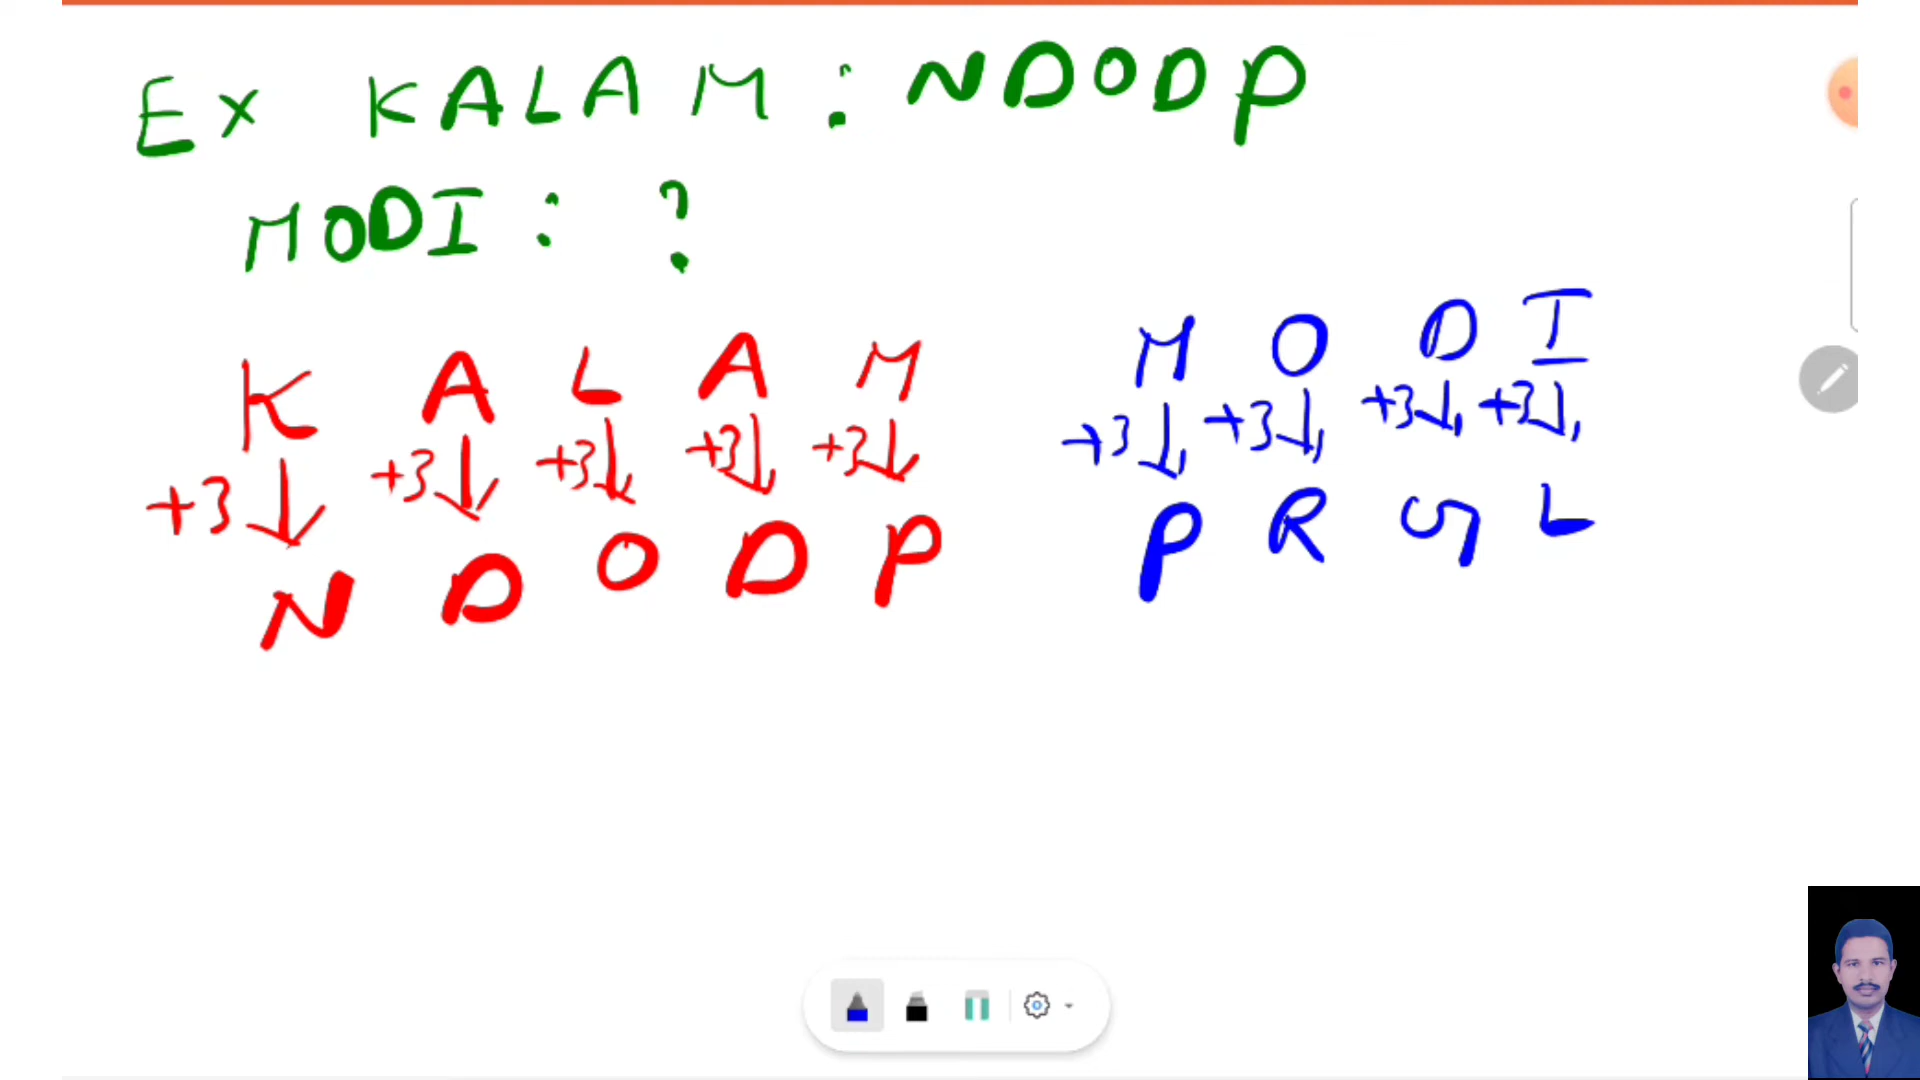 Ex KALAM : NDODP
MODI : ?
K A L A M
+3 +3 +3 +3 +3
N D O D P
M O D I
+3 +3 +3 +3
P R G L